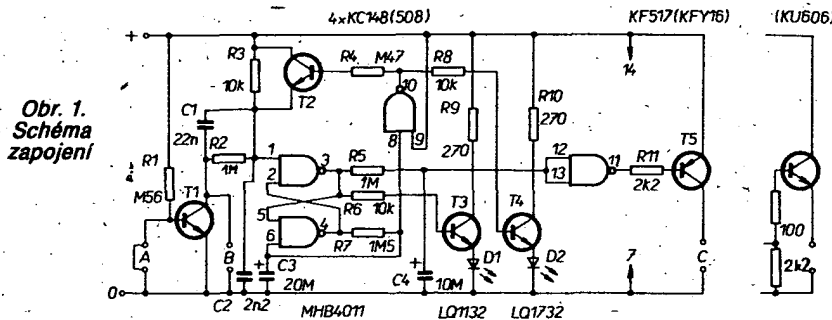 4xKC148(508)
KF517(KFY16)
(KU606)
Obr. 1.
Schéma
zapojení
+
R3
10k
T2
R4
M47
R8
10k
R9
270
R10
270
14
T5
C1
22n
R2
1M
R1
M56
T1
A
B
C2
2n2
1
2
3
5
6
4
8
9
10
R5
1M
R6
10k
R7
1M5
C3
+
20M
C4
+
10M
T3
T4
D1
D2
12
13
11
R11
2k2
7
C
100
2k2
0
MHB4011
LQ1132
LQ1732